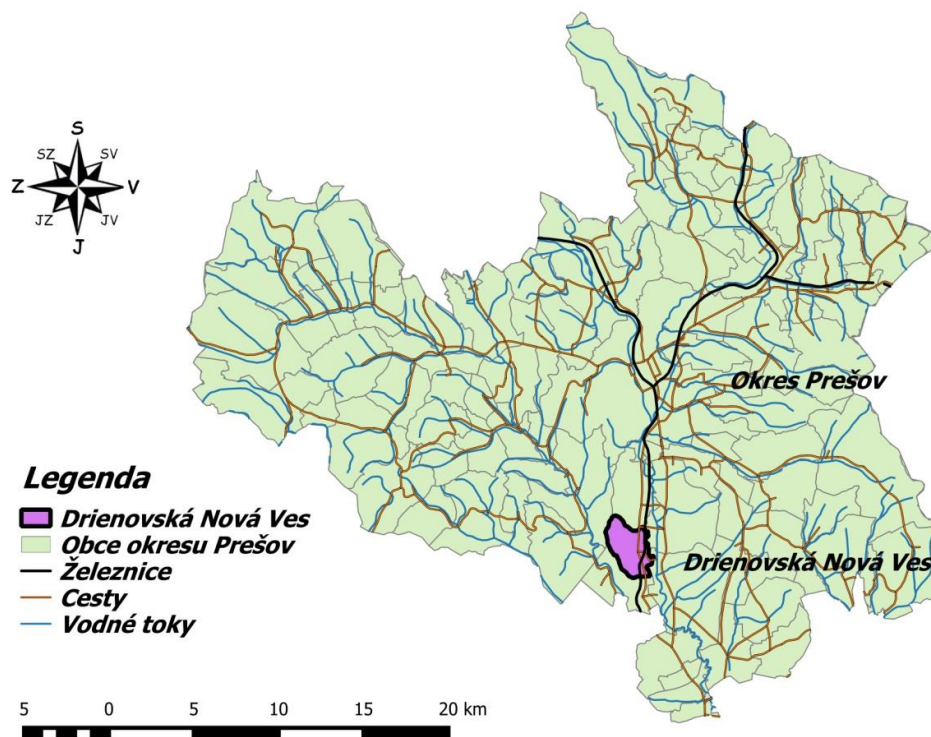 S
SZ SV
Z V
JZ JV
J
Okres Prešov
Legenda
Drienovská Nová Ves
Obce okresu Prešov
Železnice
Cesty
Vodné toky
Drienovská Nová Ves
5 0 5 10 15 20 km